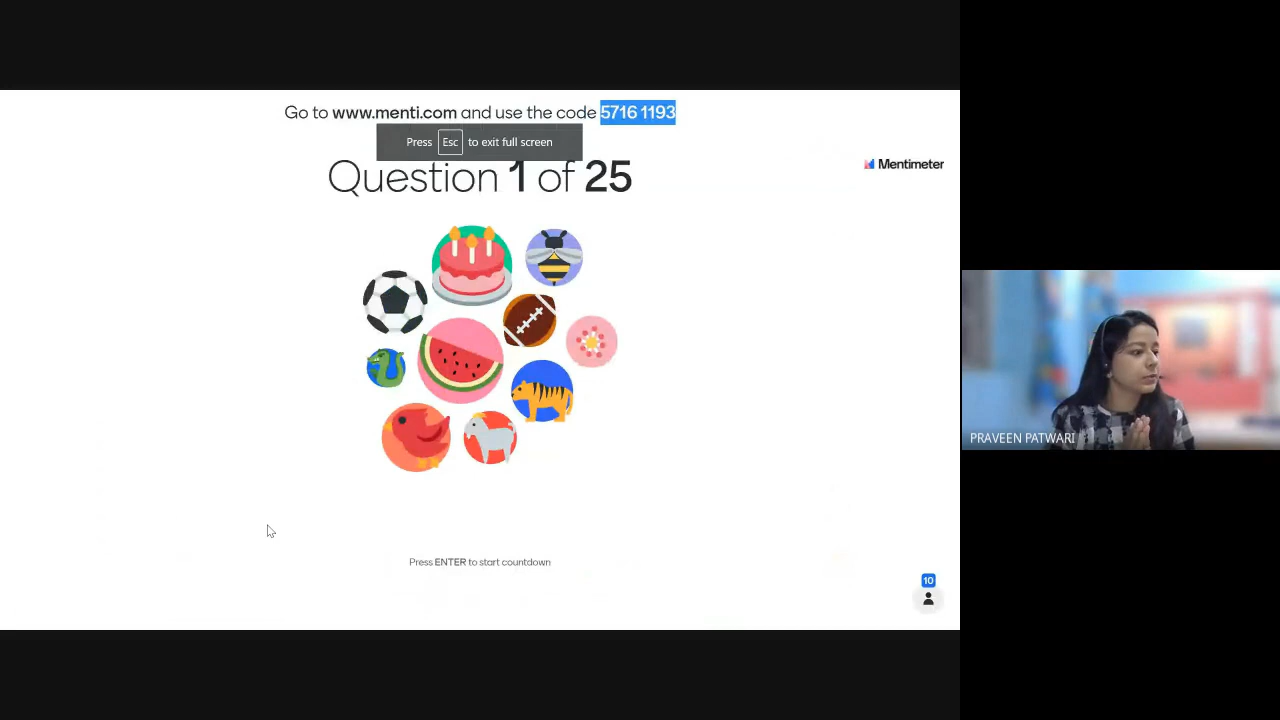 Go to www.menti.com and use the code 5716 1193
Press Esc to exit full screen
Mentimeter
Question 1 of 25
PRAVEEN PATWARI
Press ENTER to start countdown
10